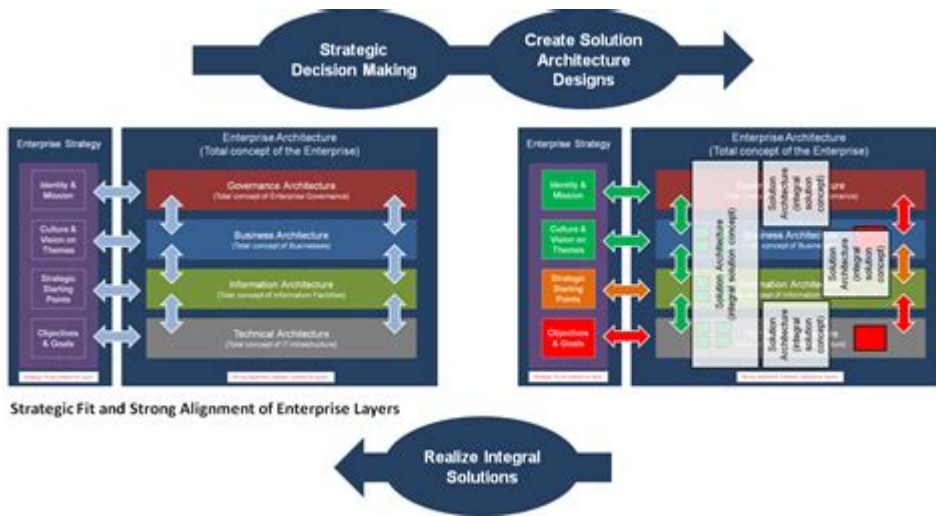 Strategic
Decision Making
Create Solution
Architecture
Designs
Enterprise Strategy
Identity &
Mission
Culture &
Vision on
Themes
Strategic
Starting
Points
Objectives
& Goals
Enterprise Architecture
(Total concept of the Enterprise)
Governance Architecture
(Total concept of Enterprise Governance)
Business Architecture
(Total concept of Businesses)
Information Architecture
(Total concept of Information Facilities)
Technical Architecture
(Total concept of IT-Infrastructure)
Strategic Fit and Strong Alignment of Enterprise Layers
Enterprise Strategy
Identity &
Mission
Culture &
Vision on
Themes
Strategic
Starting
Points
Objectives
& Goals
Enterprise Architecture
(Total concept of the Enterprise)
Solution Architecture
(integral solution concept)
Solution
Architecture
(integral
solution
concept)
Solution
Architecture
(integral
solution
concept)
Solution
Architecture
(integral
solution
concept)
Realize Integral
Solutions